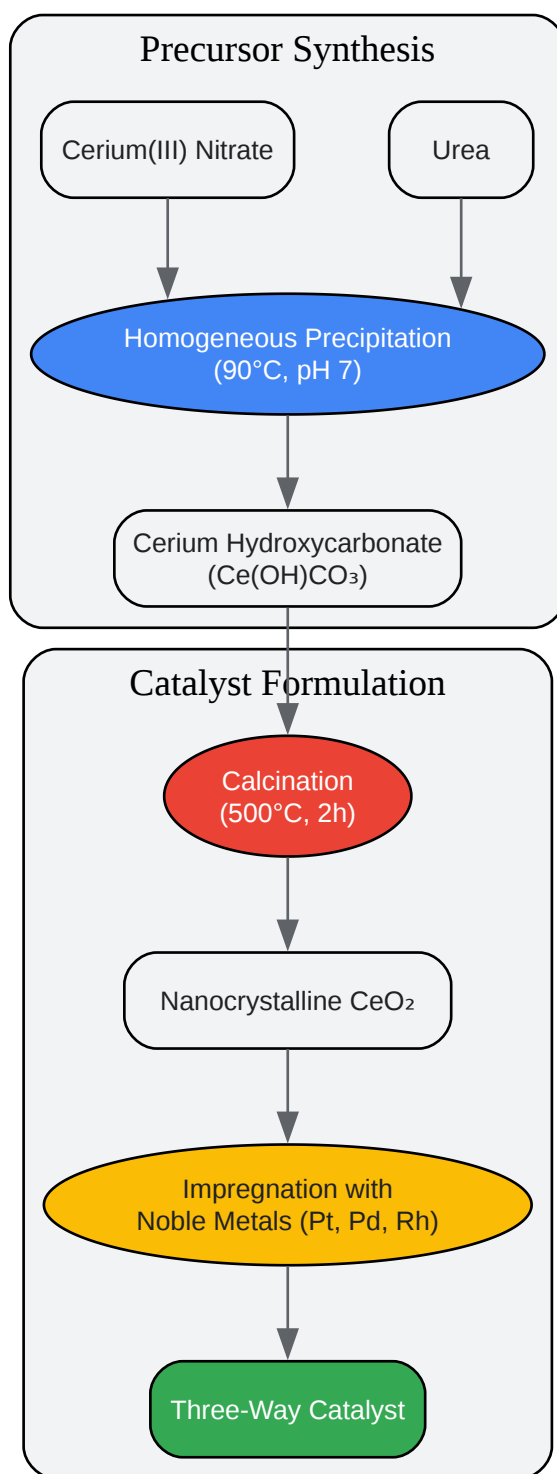 Precursor Synthesis
Cerium(III) Nitrate
Urea
Homogeneous Precipitation
(90°C, pH 7)
Cerium Hydroxycarbonate
(Ce(OH)CO₃)
Catalyst Formulation
Calcination
(500°C, 2h)
Nanocrystalline CeO₂
Impregnation with
Noble Metals (Pt, Pd, Rh)
Three-Way Catalyst